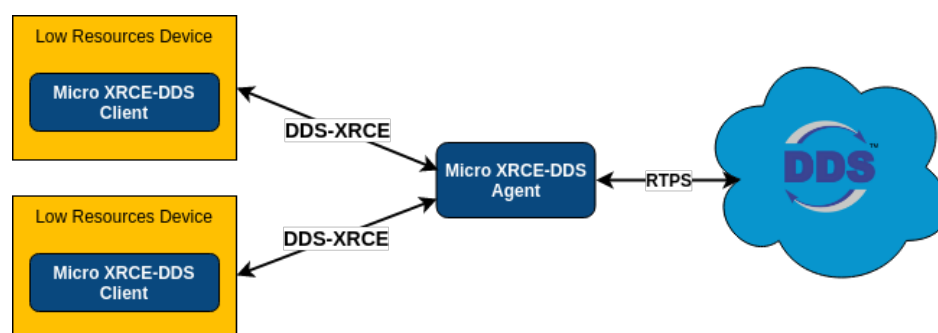 Low Resources Device
Micro XRCE-DDS
Client
DDS-XRCE
Micro XRCE-DDS
Agent
RTPS
DDS™
Low Resources Device
DDS-XRCE
Micro XRCE-DDS
Client